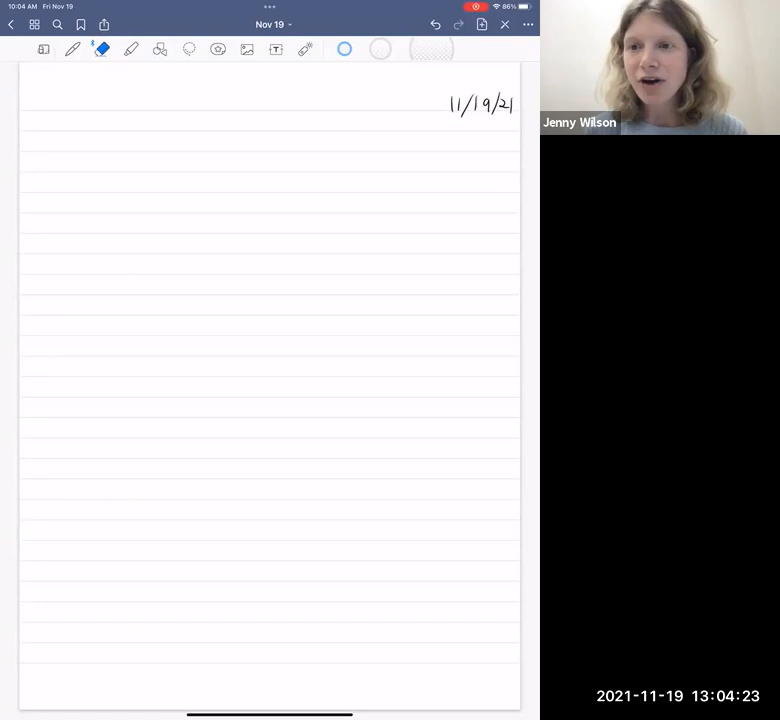 10:04 AM Fri Nov 19
86%
Nov 19
T
11/19/21
Jenny Wilson
2021-11-19 13:04:23